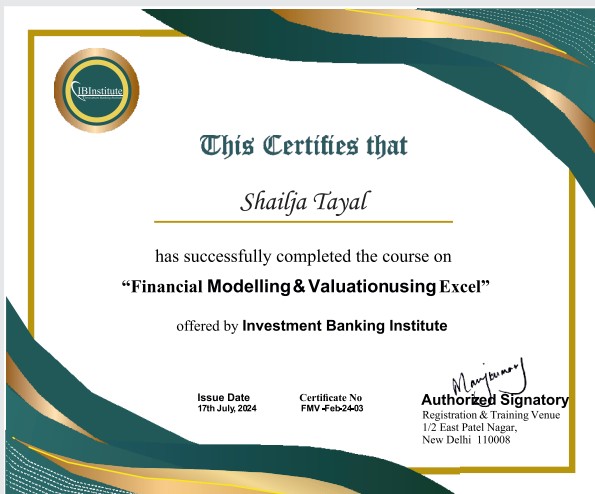 IBInstitute
This Certifies that
Shailja Tayal
has successfully completed the course on
“Financial Modelling & Valuationusing Excel”
offered by Investment Banking Institute
Issue Date
17th July, 2024
Certificate No
FMV -Feb-24-03
Authorized Signatory
Registration & Training Venue
1/2 East Patel Nagar,
New Delhi 110008